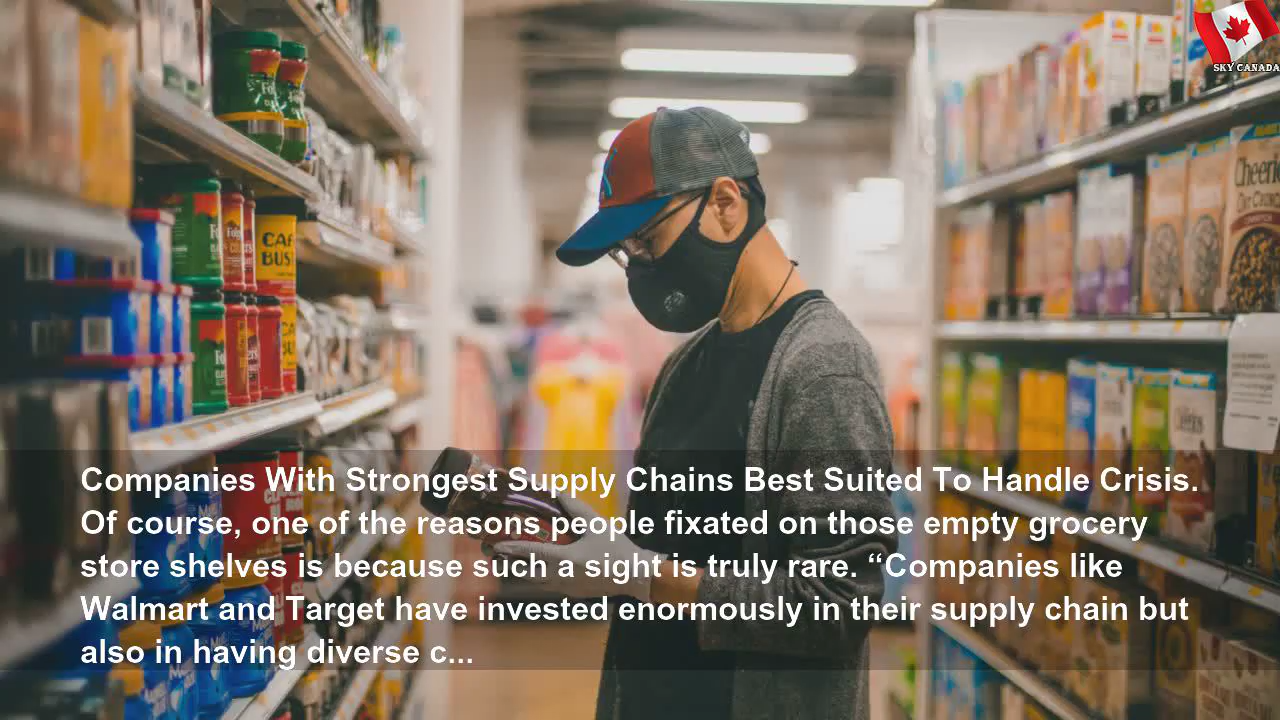 SKY CANADA
Cheerios
Companies With Strongest Supply Chains Best Suited To Handle Crisis.
Of course, one of the reasons people fixated on those empty grocery
store shelves is because such a sight is truly rare. “Companies like
Walmart and Target have invested enormously in their supply chain but
also in having diverse c...